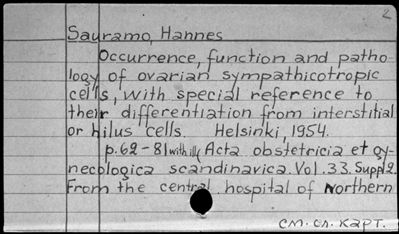 2
Sauramo, Hannes
Occurrence, function and patho-
logy of ovarian sympathicotropic
cells, with special reference to
their differentiation from interstitial
or hilus cells. Helsinki, 1954.
p.62-81 with ill( Acta obstetricia et gy-
necologica scandinavica. Vol. 33. Suppl 2.
From the central hospital of Northern
см. сл. карт.